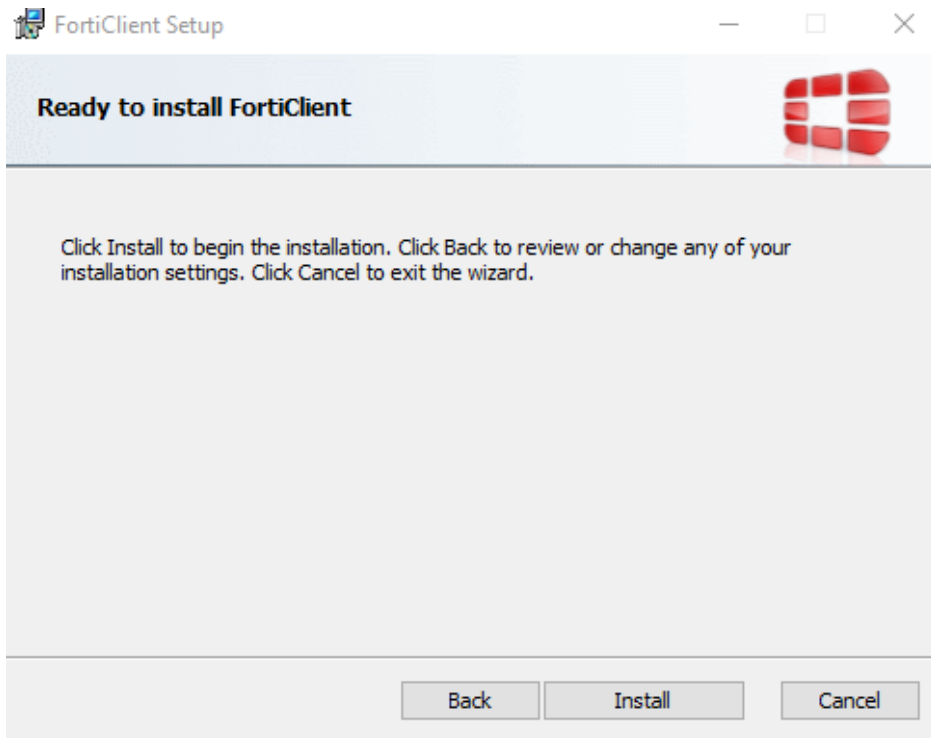 FortiClient Setup
Ready to install FortiClient
Click Install to begin the installation. Click Back to review or change any of your
installation settings. Click Cancel to exit the wizard.
Back
Install
Cancel